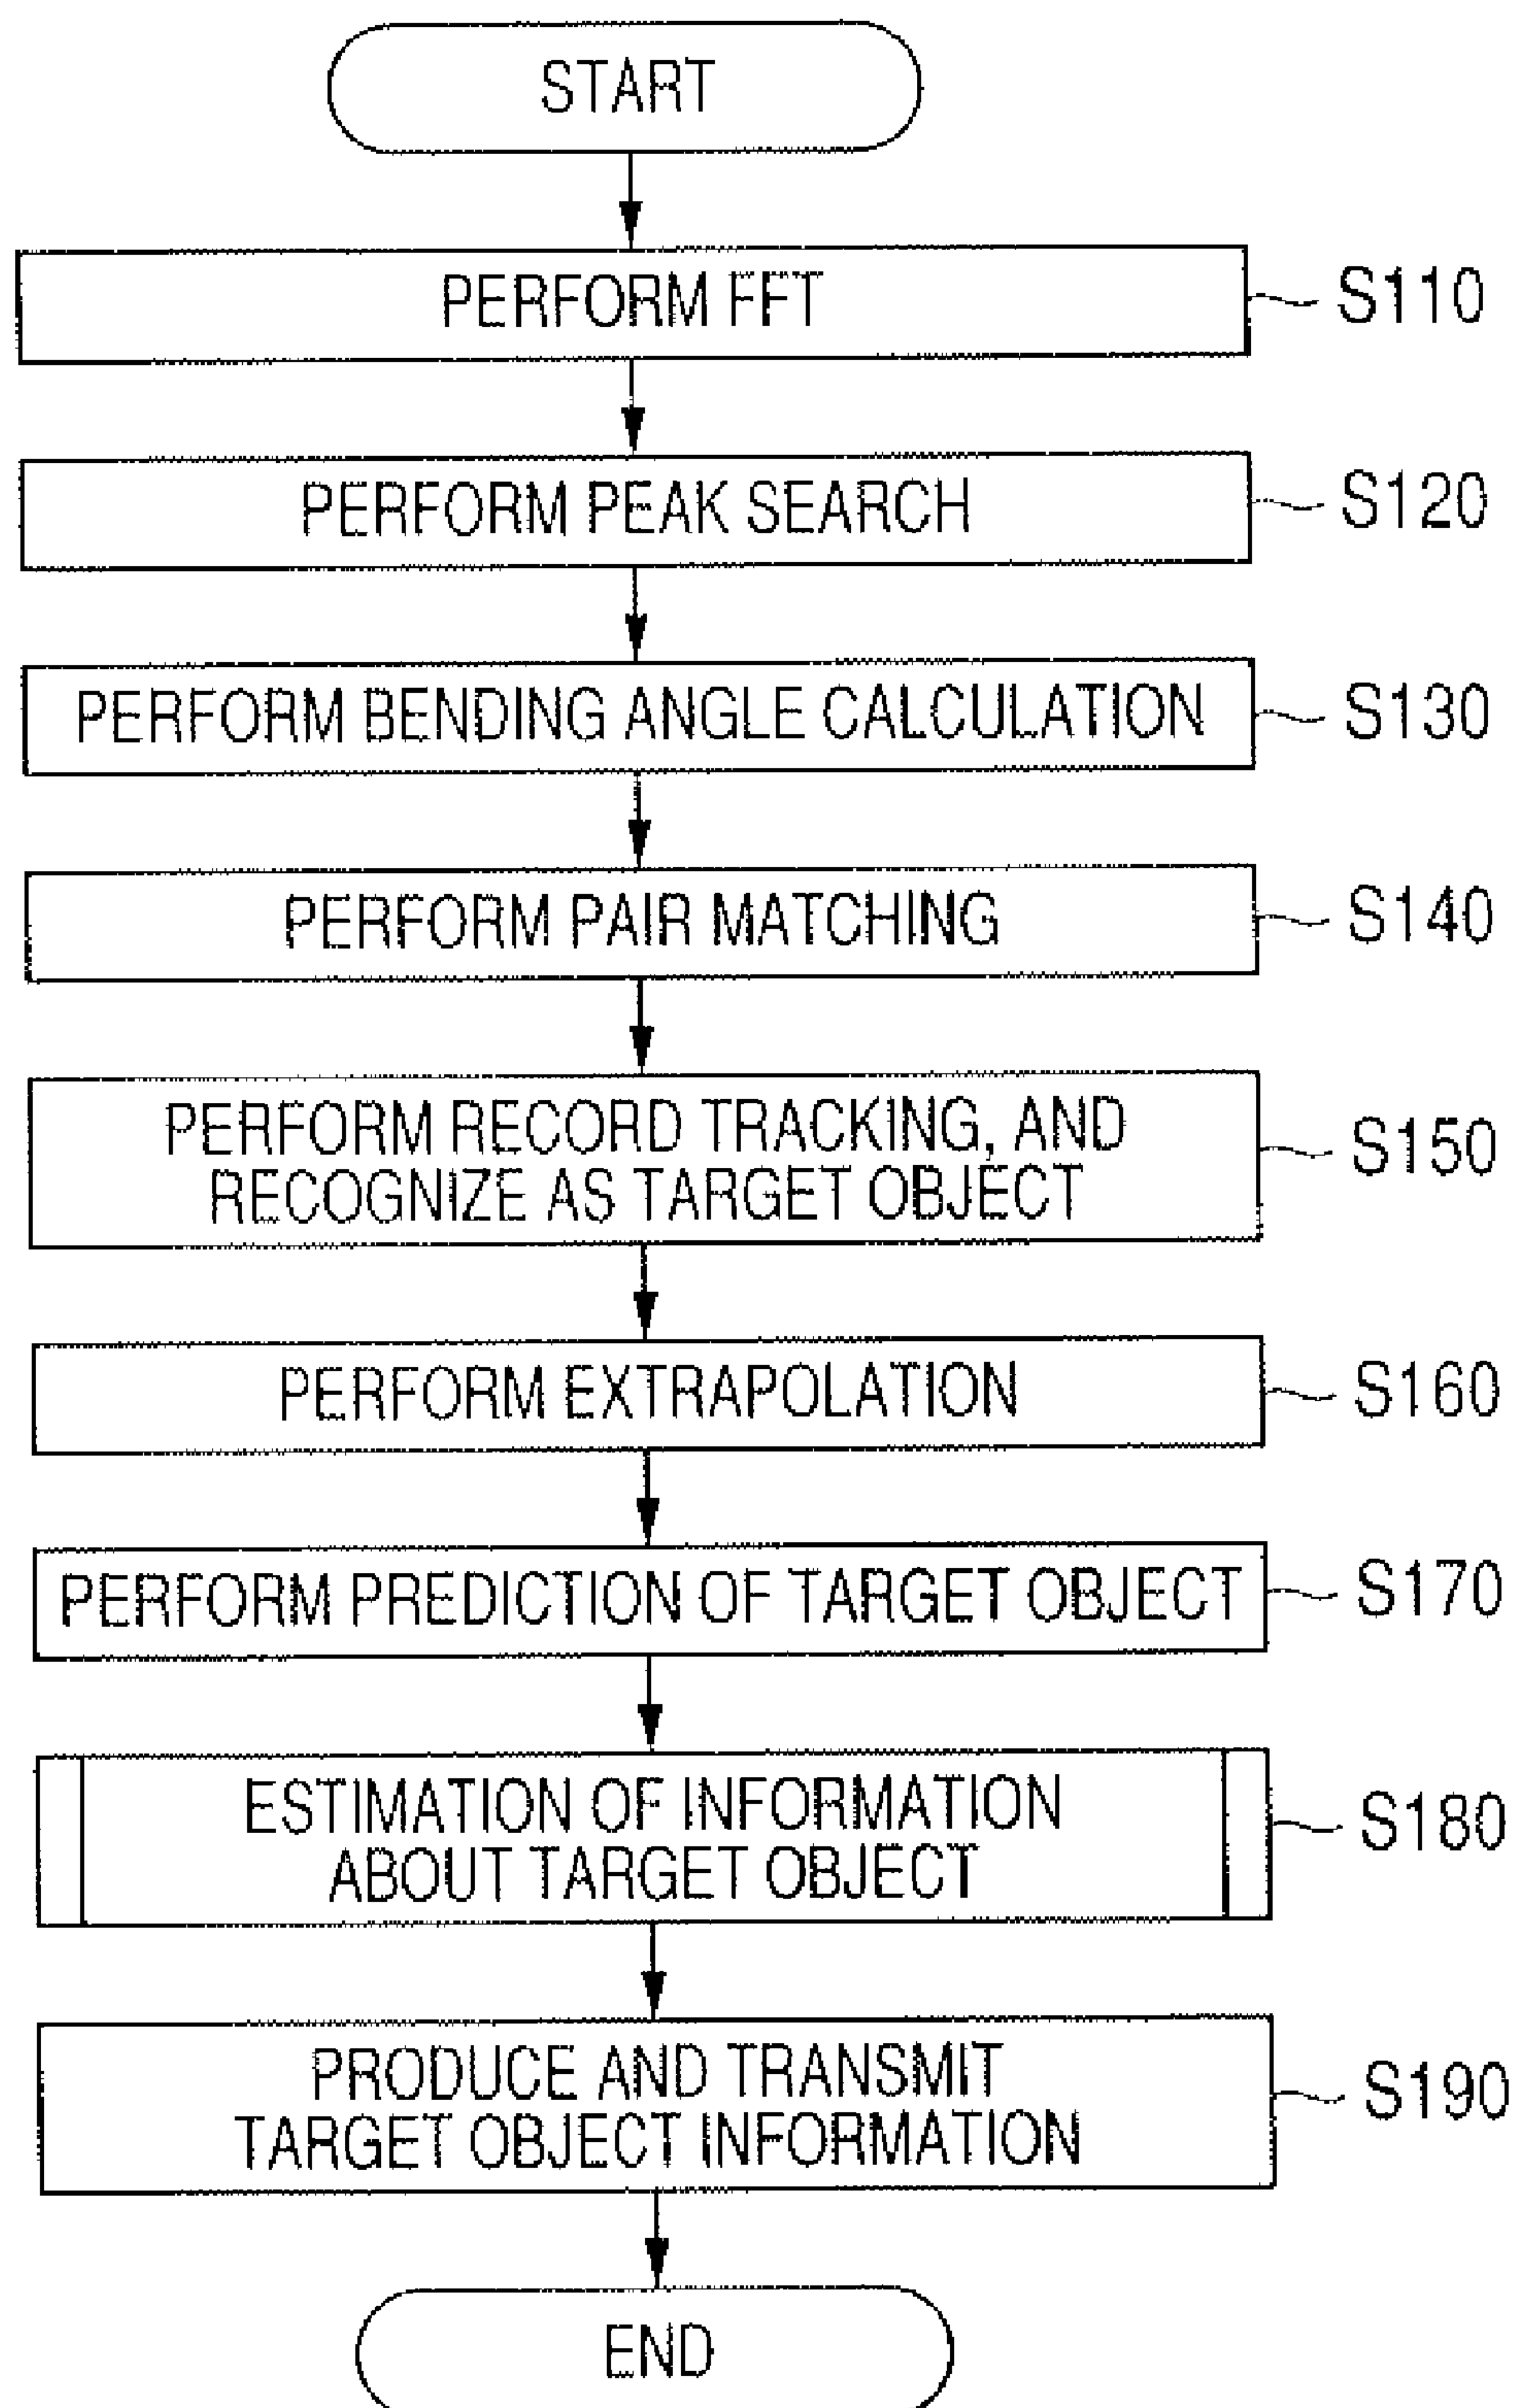 START
PERFORM FFT
S110
PERFORM PEAK SEARCH
S120
PERFORM BENDING ANGLE CALCULATION
S130
PERFORM PAIR MATCHING
S140
PERFORM RECORD TRACKING, AND
RECOGNIZE AS TARGET OBJECT
S150
PERFORM EXTRAPOLATION
S160
PERFORM PREDICTION OF TARGET OBJECT
S170
ESTIMATION OF INFORMATION
ABOUT TARGET OBJECT
S180
PRODUCE AND TRANSMIT
TARGET OBJECT INFORMATION
S190
END